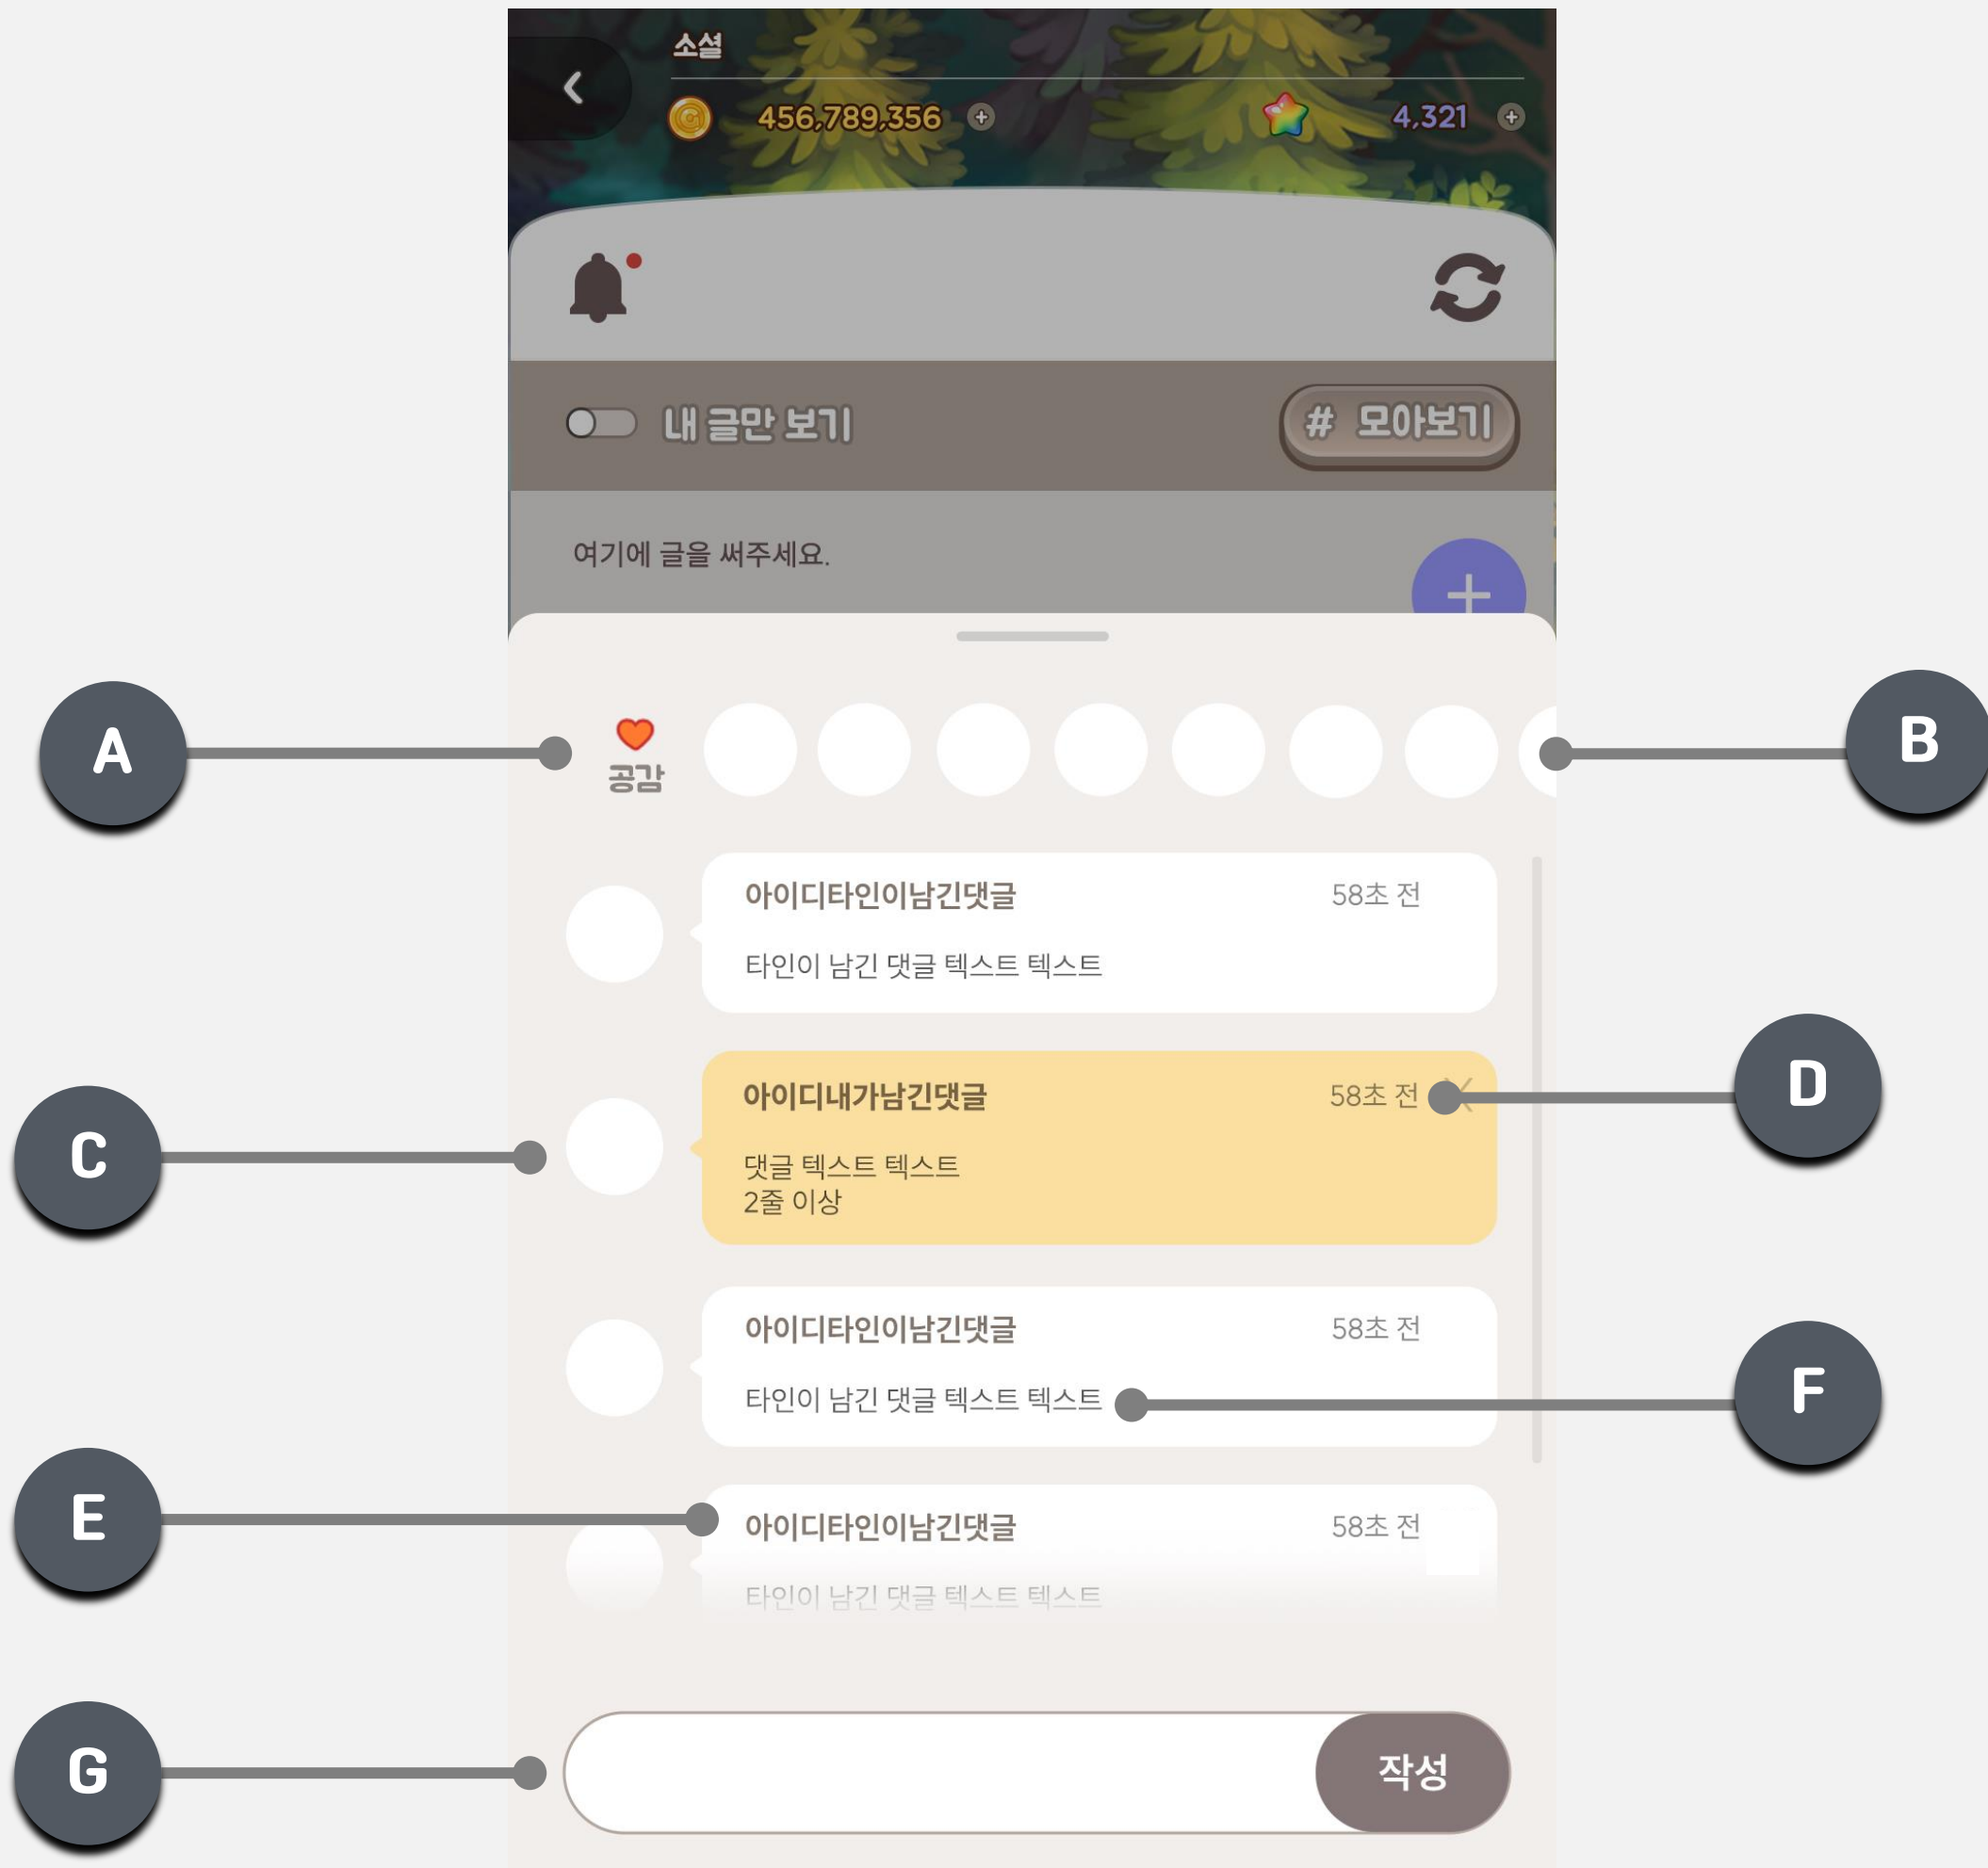 소셜
456,789,356
4,321
내 글만 보기
# 모아보기
여기에 글을 써주세요.
A
공감
B
아이디타인이남긴댓글 58초 전
타인이 남긴 댓글 텍스트 텍스트
C
아이디내가남긴댓글 58초 전
D
댓글 텍스트 텍스트
2줄 이상
아이디타인이남긴댓글 58초 전
타인이 남긴 댓글 텍스트 텍스트
F
E
아이디타인이남긴댓글 58초 전
타인이 남긴 댓글 텍스트 텍스트
G
작성